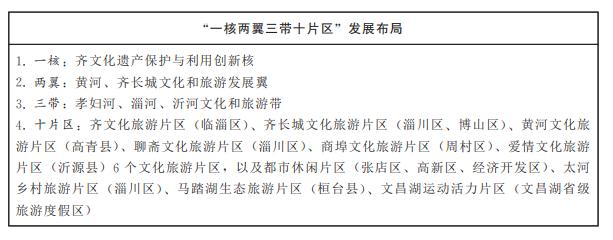 “一核两翼三带十片区”发展布局
1. 一核：齐文化遗产保护与利用创新核
2. 两翼：黄河、齐长城文化和旅游发展翼
3. 三带：孝妇河、淄河、沂河文化和旅游带
4. 十片区：齐文化旅游片区（临淄区）、齐长城文化旅游片区（淄川区、博山区）、黄河文化旅
游片区（高青县）、聊斋文化旅游片区（淄川区）、商埠文化旅游片区（周村区）、爱情文化旅游
片区（沂源县）6 个文化旅游片区，以及都市休闲片区（张店区、高新区、经济开发区）、太河
乡村旅游片区（淄川区）、马踏湖生态旅游片区（桓台县）、文昌湖运动活力片区（文昌湖省级
旅游度假区）